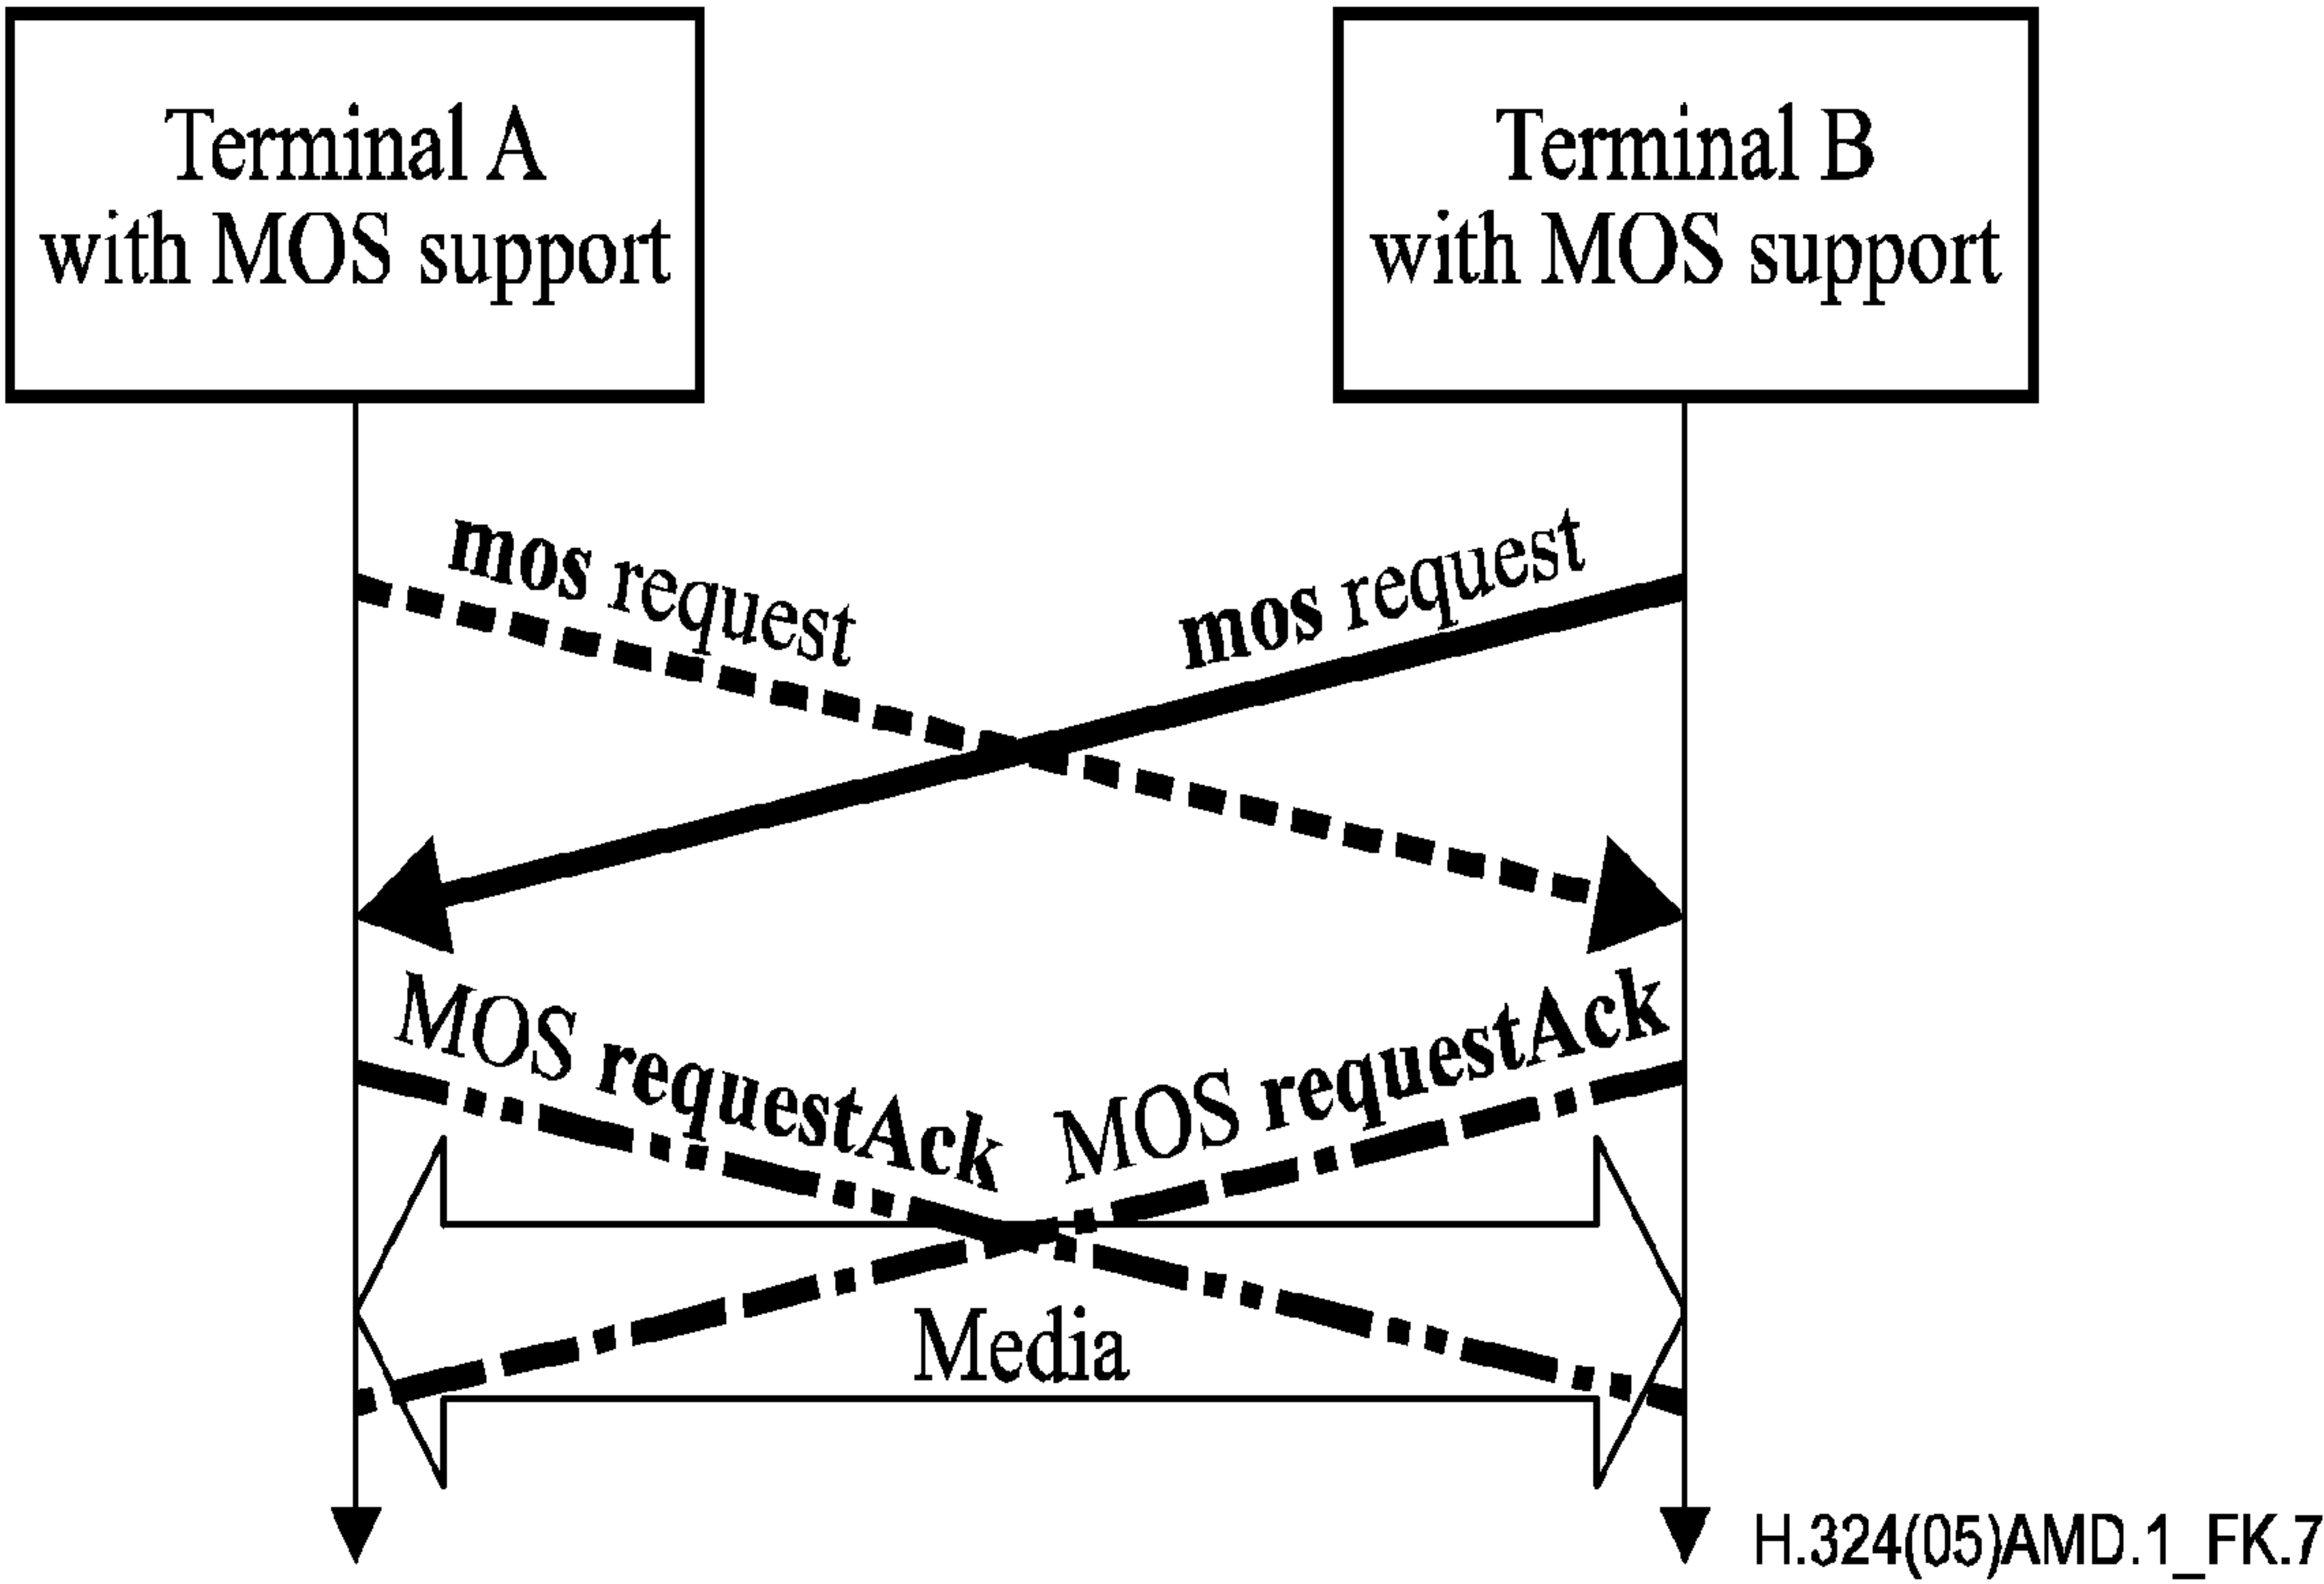 Terminal A
with MOS support
Terminal B
with MOS support
mos request
mos request
MOS requestAck
MOS requestAck
Media
H.324(05)AMD.1_FK.7